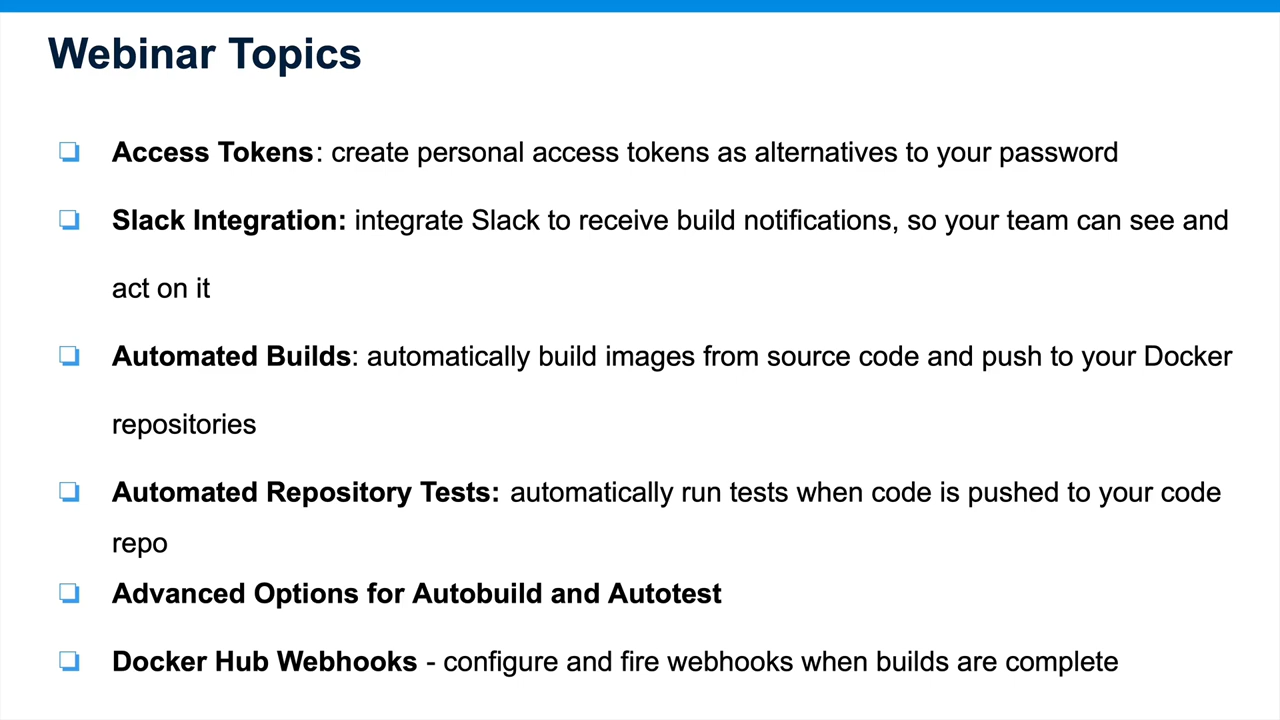 Webinar Topics
Access Tokens: create personal access tokens as alternatives to your password
Slack Integration: integrate Slack to receive build notifications, so your team can see and
act on it
Automated Builds: automatically build images from source code and push to your Docker
repositories
Automated Repository Tests: automatically run tests when code is pushed to your code
repo
Advanced Options for Autobuild and Autotest
Docker Hub Webhooks - configure and fire webhooks when builds are complete